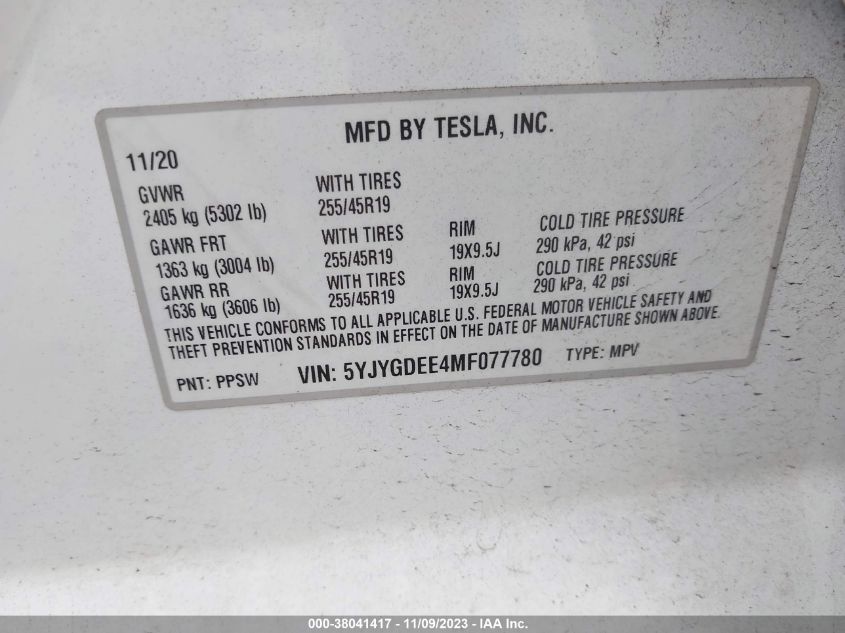 MFD BY TESLA, INC.
11/20
GVWR WITH TIRES
2405 kg (5302 lb) 255/45R19
GAWR FRT WITH TIRES RIM COLD TIRE PRESSURE
1363 kg (3004 lb) 255/45R19 19X9.5J 290 kPa, 42 psi
GAWR RR WITH TIRES RIM COLD TIRE PRESSURE
1636 kg (3606 lb) 255/45R19 19X9.5J 290 kPa, 42 psi
THIS VEHICLE CONFORMS TO ALL APPLICABLE U.S. FEDERAL MOTOR VEHICLE SAFETY AND
THEFT PREVENTION STANDARDS IN EFFECT ON THE DATE OF MANUFACTURE SHOWN ABOVE.
PNT: PPSW VIN: 5YJYGDEE4MF077780 TYPE: MPV
000-38041417 - 11/09/2023 - IAA Inc.